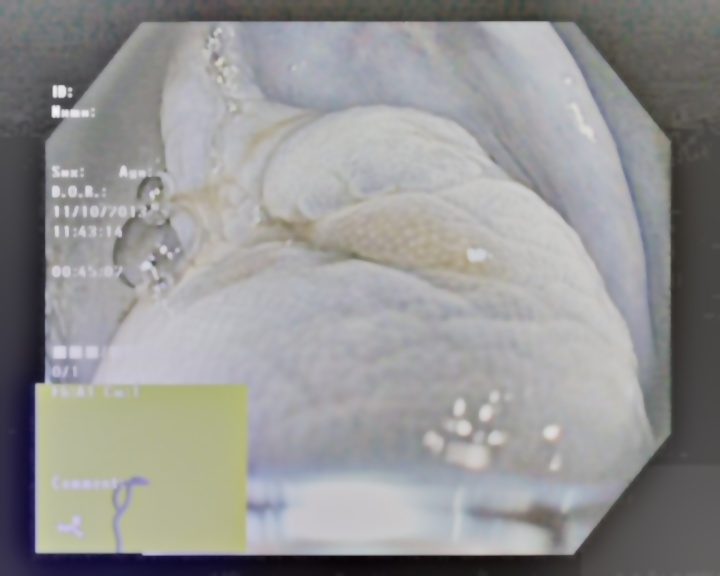 ID:
Name:
Sex: Age:
D.O.B.:
11/10/2013
11:43:14
00:45:07
0/1
Comment: